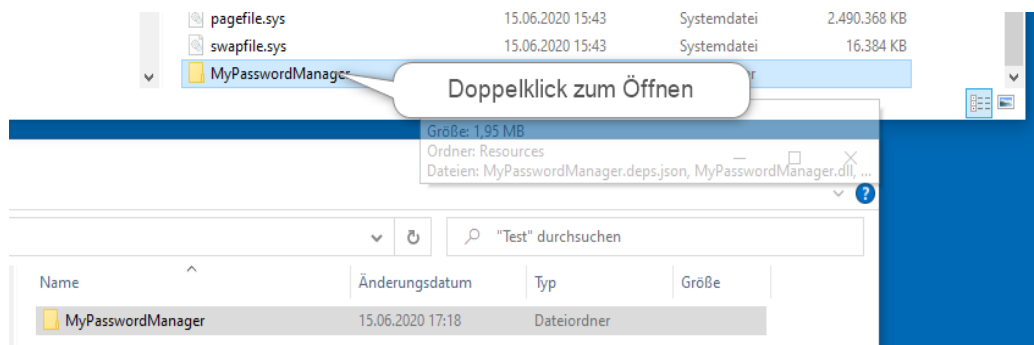 pagefile.sys 15.06.2020 15:43 Systemdatei 2.490.368 KB
swapfile.sys 15.06.2020 15:43 Systemdatei 16.384 KB
MyPasswordManager
Doppelklick zum Öffnen
Größe: 1,95 MB
Ordner: Resources
Dateien: MyPasswordManager.deps.json, MyPasswordManager.dll, ...
"Test" durchsuchen
Name Änderungsdatum Typ Größe
MyPasswordManager 15.06.2020 17:18 Dateiordner